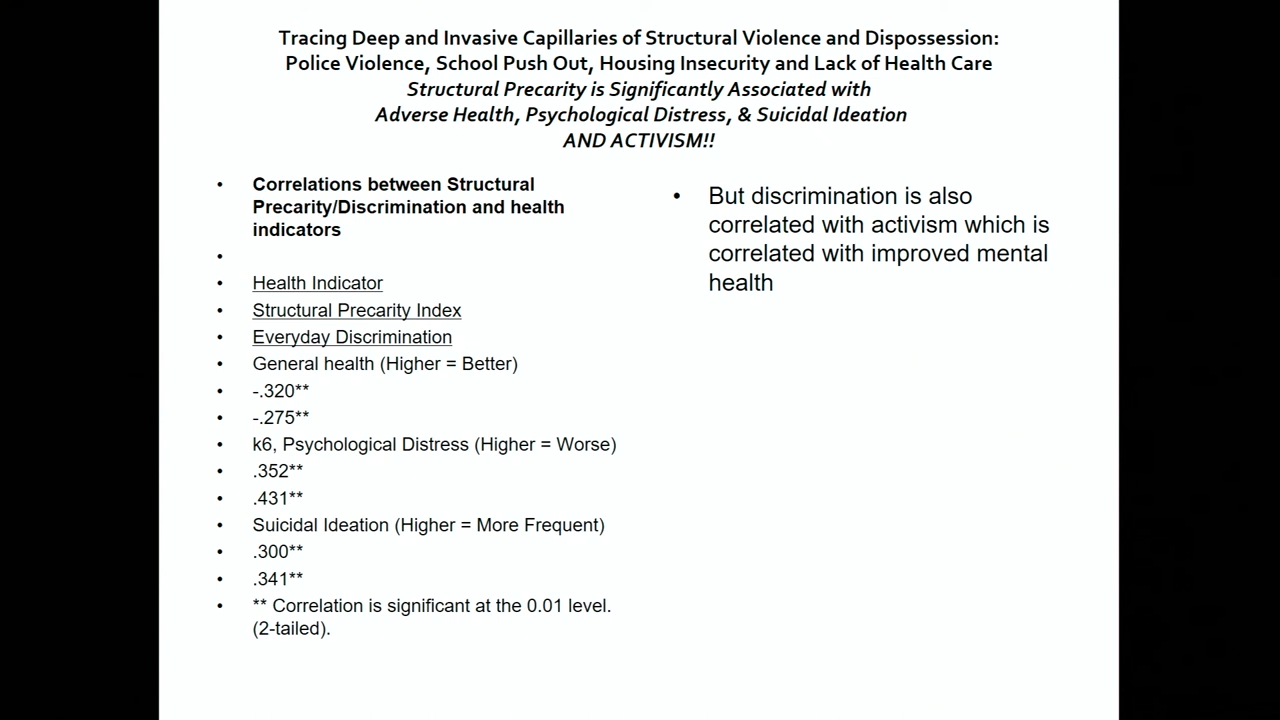 Tracing Deep and Invasive Capillaries of Structural Violence and Dispossession:
Police Violence, School Push Out, Housing Insecurity and Lack of Health Care
Structural Precarity is Significantly Associated with
Adverse Health, Psychological Distress, & Suicidal Ideation
AND ACTIVISM!!
• Correlations between Structural
Precarity/Discrimination and health
indicators
•
• Health Indicator
• Structural Precarity Index
• Everyday Discrimination
• General health (Higher = Better)
• -.320**
• -.275**
• k6, Psychological Distress (Higher = Worse)
• .352**
• .431**
• Suicidal Ideation (Higher = More Frequent)
• .300**
• .341**
• ** Correlation is significant at the 0.01 level.
(2-tailed).
• But discrimination is also
correlated with activism which is
correlated with improved mental
health